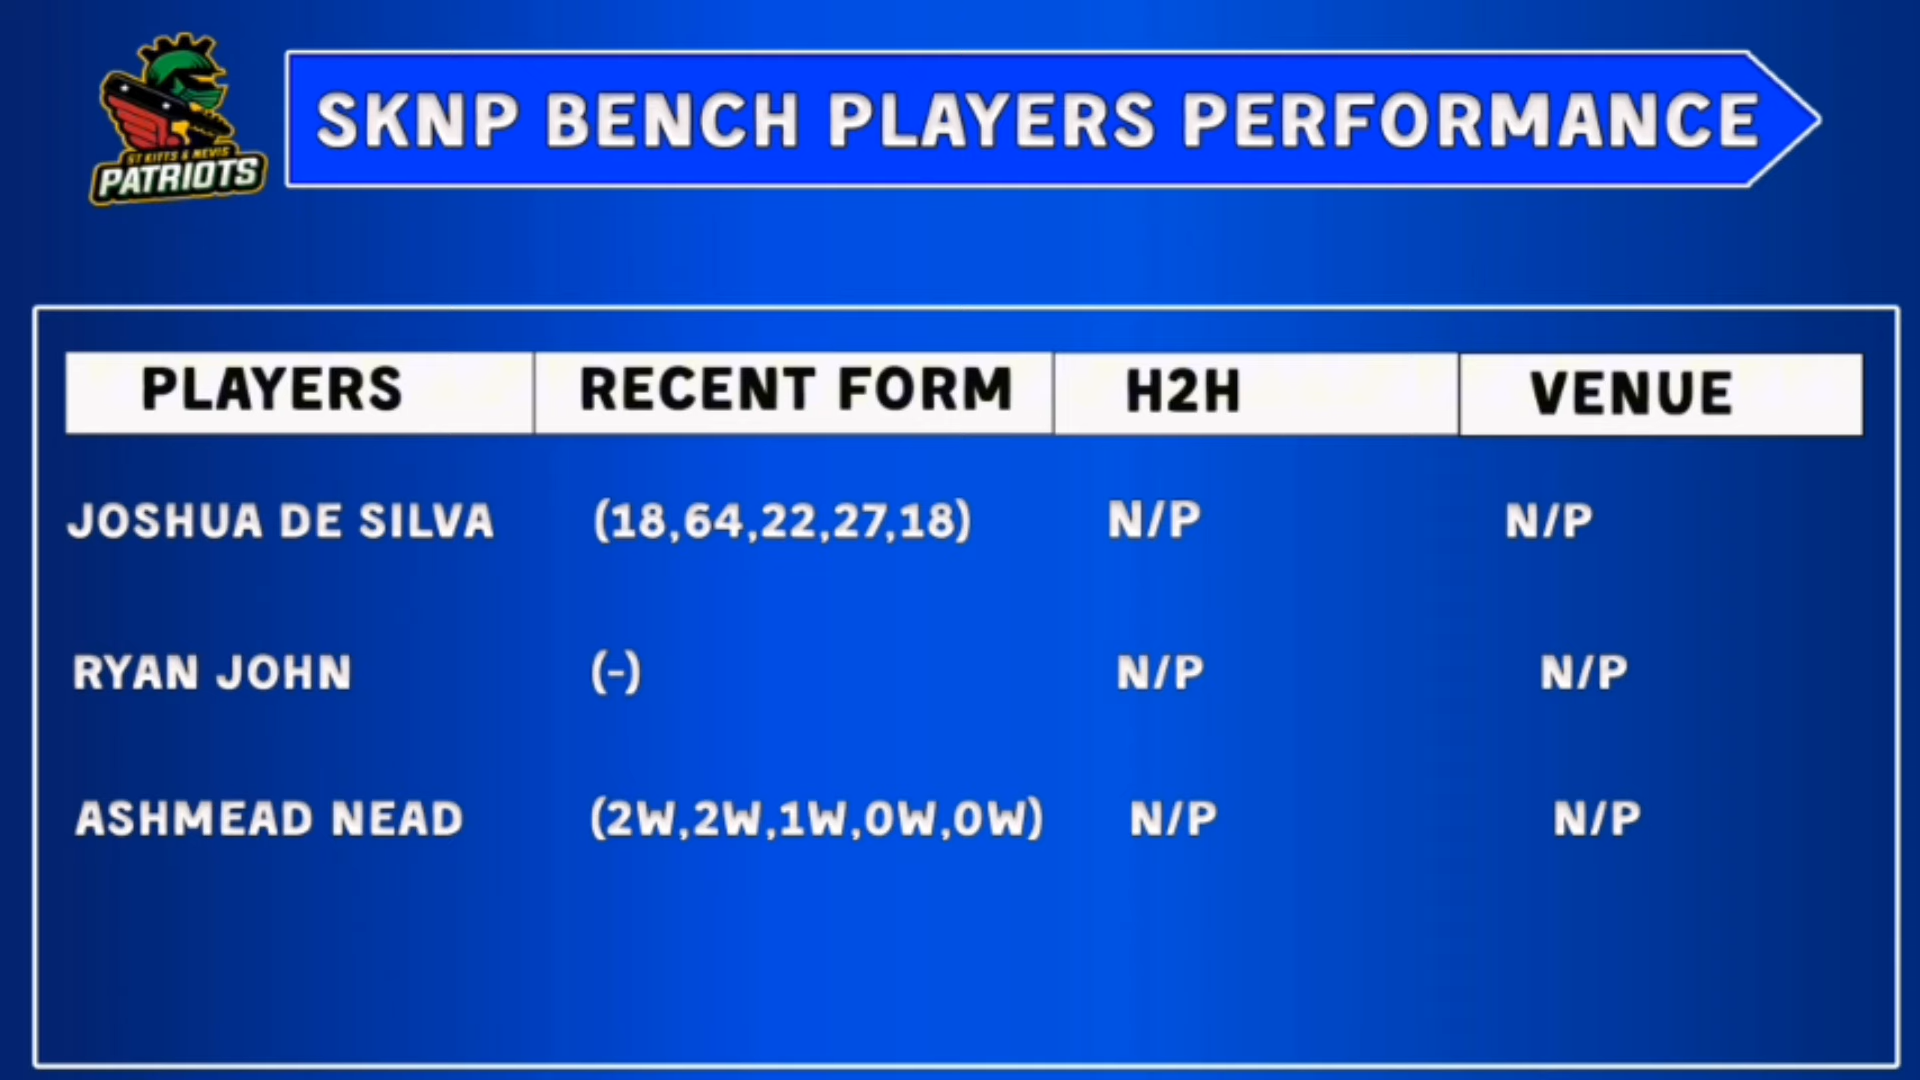 ST KITTS & NEVIS
PATRIOTS
SKNP BENCH PLAYERS PERFORMANCE
PLAYERS RECENT FORM H2H VENUE
JOSHUA DE SILVA (18,64,22,27,18) N/P N/P
RYAN JOHN (-) N/P N/P
ASHMEAD NEAD (2W,2W,1W,0W,0W) N/P N/P